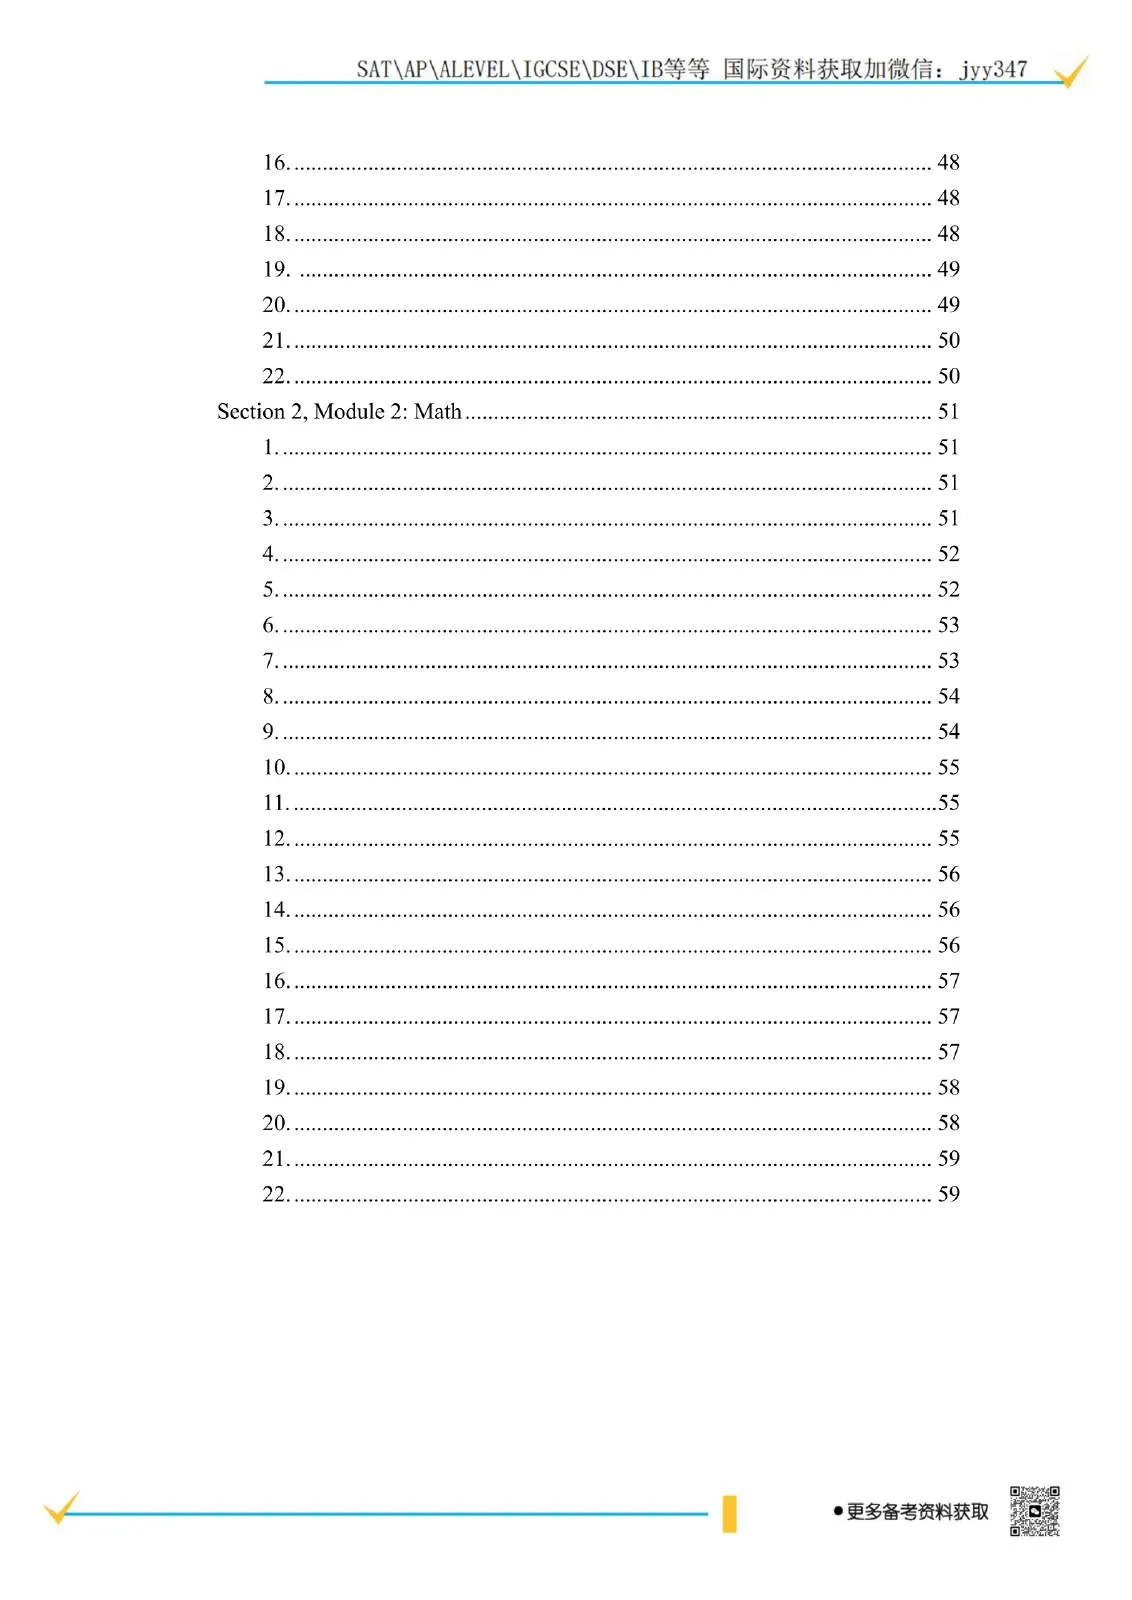 SAT\AP\ALEVEL\IGCSE\DSE\IB等等 国际资料获取加微信：jyy347
16. ........ 48
17. ........ 48
18. ........ 48
19. ........ 49
20. ........ 49
21. ........ 50
22. ........ 50
Section 2, Module 2: Math ........ 51
1. ........ 51
2. ........ 51
3. ........ 51
4. ........ 52
5. ........ 52
6. ........ 53
7. ........ 53
8. ........ 54
9. ........ 54
10. ........ 55
11. ........ 55
12. ........ 55
13. ........ 56
14. ........ 56
15. ........ 56
16. ........ 57
17. ........ 57
18. ........ 57
19. ........ 58
20. ........ 58
21. ........ 59
22. ........ 59
●更多备考资料获取